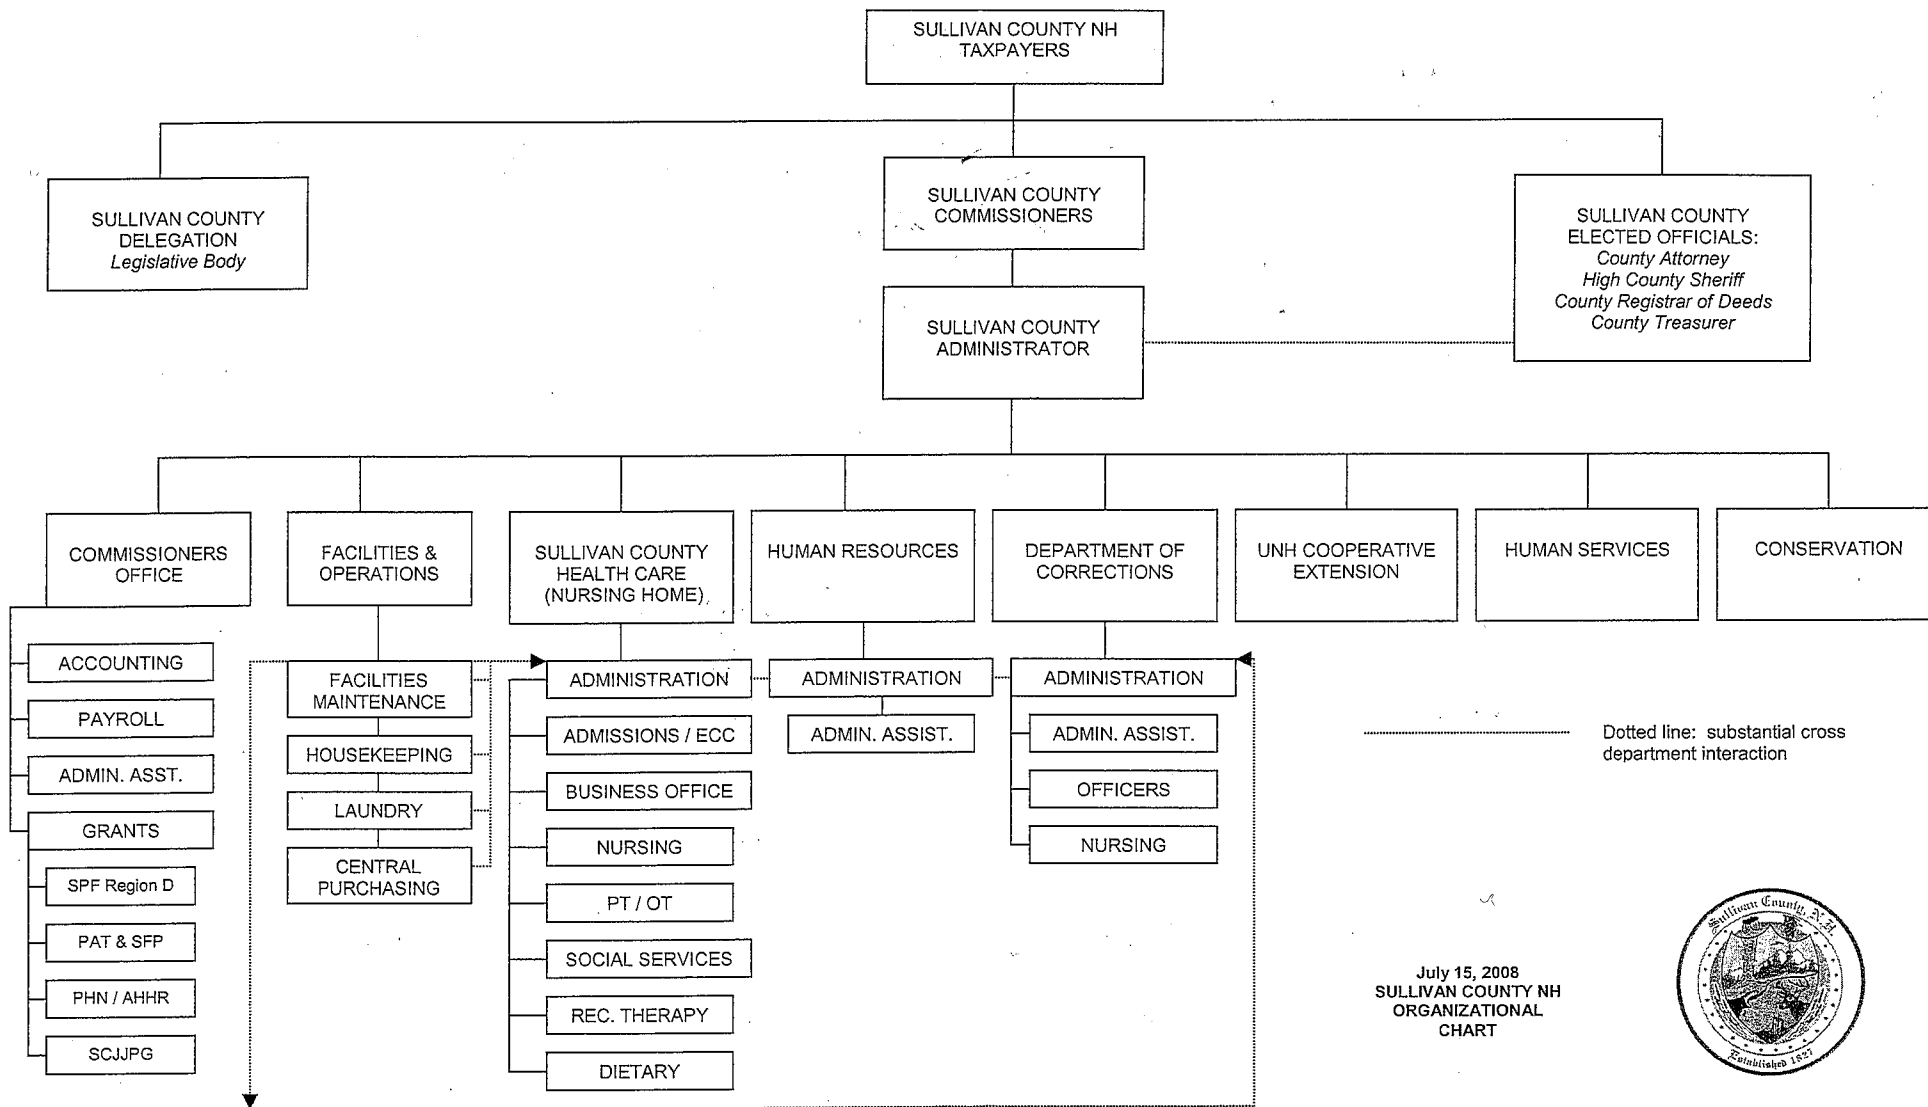 SULLIVAN COUNTY NH
TAXPAYERS
SULLIVAN COUNTY
DELEGATION
Legislative Body
SULLIVAN COUNTY
COMMISSIONERS
SULLIVAN COUNTY
ELECTED OFFICIALS:
County Attorney
High County Sheriff
County Registrar of Deeds
County Treasurer
SULLIVAN COUNTY
ADMINISTRATOR
COMMISSIONERS
OFFICE
FACILITIES &
OPERATIONS
SULLIVAN COUNTY
HEALTH CARE
(NURSING HOME)
HUMAN RESOURCES
DEPARTMENT OF
CORRECTIONS
UNH COOPERATIVE
EXTENSION
HUMAN SERVICES
CONSERVATION
ACCOUNTING
PAYROLL
ADMIN. ASST.
GRANTS
SPF Region D
PAT & SFP
PHN / AHHR
SCJJPG
FACILITIES
MAINTENANCE
HOUSEKEEPING
LAUNDRY
CENTRAL
PURCHASING
ADMINISTRATION
ADMISSIONS / ECC
BUSINESS OFFICE
NURSING
PT / OT
SOCIAL SERVICES
REC. THERAPY
DIETARY
ADMINISTRATION
ADMIN. ASSIST.
ADMINISTRATION
ADMIN. ASSIST.
OFFICERS
NURSING
Dotted line: substantial cross
department interaction
July 15, 2008
SULLIVAN COUNTY NH
ORGANIZATIONAL
CHART
Sullivan County, N.H.
Established 1827